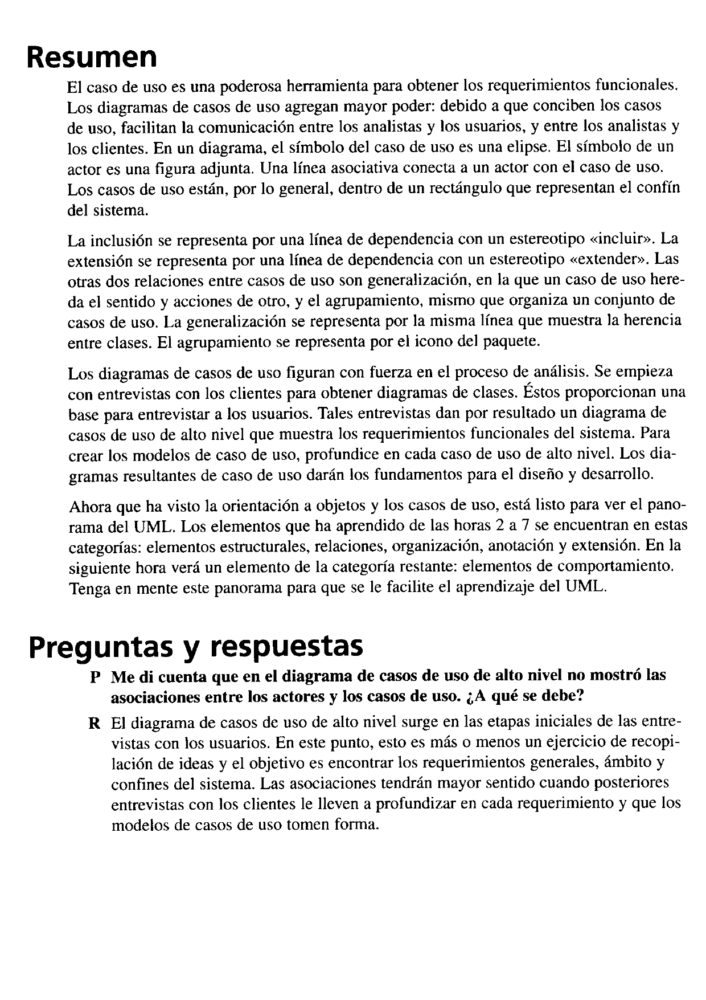 Resumen
El caso de uso es una poderosa herramienta para obtener los requerimientos funcionales.
Los diagramas de casos de uso agregan mayor poder: debido a que conciben los casos
de uso, facilitan la comunicación entre los analistas y los usuarios, y entre los analistas y
los clientes. En un diagrama, el símbolo del caso de uso es una elipse. El símbolo de un
actor es una figura adjunta. Una línea asociativa conecta a un actor con el caso de uso.
Los casos de uso están, por lo general, dentro de un rectángulo que representan el confín
del sistema.
La inclusión se representa por una línea de dependencia con un estereotipo «incluir». La
extensión se representa por una línea de dependencia con un estereotipo «extender». Las
otras dos relaciones entre casos de uso son generalización, en la que un caso de uso here-
da el sentido y acciones de otro, y el agrupamiento, mismo que organiza un conjunto de
casos de uso. La generalización se representa por la misma línea que muestra la herencia
entre clases. El agrupamiento se representa por el icono del paquete.
Los diagramas de casos de uso figuran con fuerza en el proceso de análisis. Se empieza
con entrevistas con los clientes para obtener diagramas de clases. Éstos proporcionan una
base para entrevistar a los usuarios. Tales entrevistas dan por resultado un diagrama de
casos de uso de alto nivel que muestra los requerimientos funcionales del sistema. Para
crear los modelos de caso de uso, profundice en cada caso de uso de alto nivel. Los dia-
gramas resultantes de caso de uso darán los fundamentos para el diseño y desarrollo.
Ahora que ha visto la orientación a objetos y los casos de uso, está listo para ver el pano-
rama del UML. Los elementos que ha aprendido de las horas 2 a 7 se encuentran en estas
categorías: elementos estructurales, relaciones, organización, anotación y extensión. En la
siguiente hora verá un elemento de la categoría restante: elementos de comportamiento.
Tenga en mente este panorama para que se le facilite el aprendizaje del UML.
Preguntas y respuestas
P Me di cuenta que en el diagrama de casos de uso de alto nivel no mostró las
asociaciones entre los actores y los casos de uso. ¿A qué se debe?
R El diagrama de casos de uso de alto nivel surge en las etapas iniciales de las entre-
vistas con los usuarios. En este punto, esto es más o menos un ejercicio de recopi-
lación de ideas y el objetivo es encontrar los requerimientos generales, ámbito y
confines del sistema. Las asociaciones tendrán mayor sentido cuando posteriores
entrevistas con los clientes le lleven a profundizar en cada requerimiento y que los
modelos de casos de uso tomen forma.